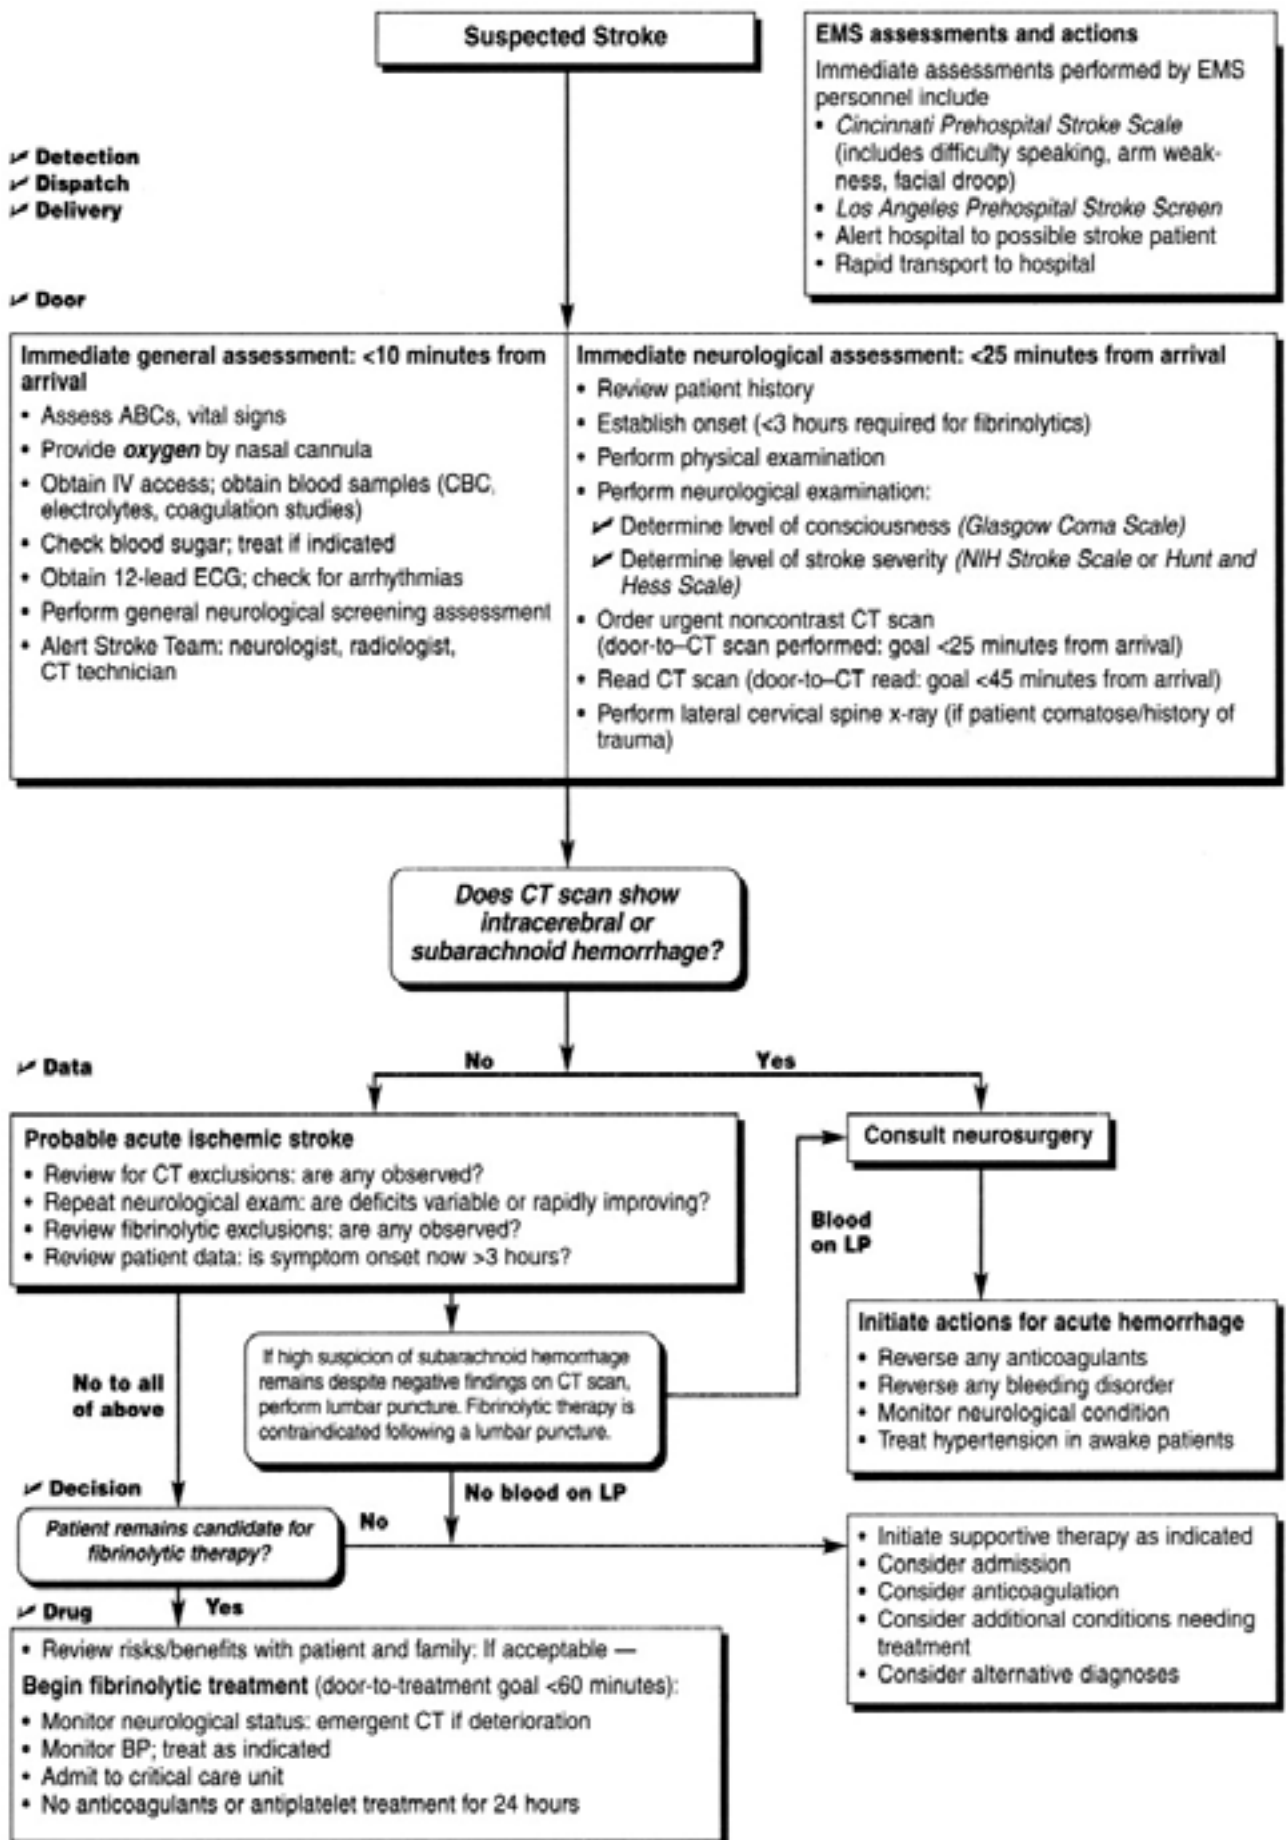 Suspected Stroke
EMS assessments and actions
Immediate assessments performed by EMS
personnel include
• Cincinnati Prehospital Stroke Scale
(includes difficulty speaking, arm weak-
ness, facial droop)
• Los Angeles Prehospital Stroke Screen
• Alert hospital to possible stroke patient
• Rapid transport to hospital
✔ Detection
✔ Dispatch
✔ Delivery
✔ Door
Immediate general assessment: <10 minutes from
arrival
• Assess ABCs, vital signs
• Provide oxygen by nasal cannula
• Obtain IV access; obtain blood samples (CBC,
electrolytes, coagulation studies)
• Check blood sugar; treat if indicated
• Obtain 12-lead ECG; check for arrhythmias
• Perform general neurological screening assessment
• Alert Stroke Team: neurologist, radiologist,
CT technician
Immediate neurological assessment: <25 minutes from arrival
• Review patient history
• Establish onset (<3 hours required for fibrinolytics)
• Perform physical examination
• Perform neurological examination:
✔ Determine level of consciousness (Glasgow Coma Scale)
✔ Determine level of stroke severity (NIH Stroke Scale or Hunt and
Hess Scale)
• Order urgent noncontrast CT scan
(door-to–CT scan performed: goal <25 minutes from arrival)
• Read CT scan (door-to–CT read: goal <45 minutes from arrival)
• Perform lateral cervical spine x-ray (if patient comatose/history of
trauma)
Does CT scan show
intracerebral or
subarachnoid hemorrhage?
✔ Data
No
Yes
Probable acute ischemic stroke
• Review for CT exclusions: are any observed?
• Repeat neurological exam: are deficits variable or rapidly improving?
• Review fibrinolytic exclusions: are any observed?
• Review patient data: is symptom onset now >3 hours?
Consult neurosurgery
Blood
on LP
Initiate actions for acute hemorrhage
• Reverse any anticoagulants
• Reverse any bleeding disorder
• Monitor neurological condition
• Treat hypertension in awake patients
If high suspicion of subarachnoid hemorrhage
remains despite negative findings on CT scan,
perform lumbar puncture. Fibrinolytic therapy is
contraindicated following a lumbar puncture.
No to all
of above
✔ Decision
No blood on LP
Patient remains candidate for
fibrinolytic therapy?
No
• Initiate supportive therapy as indicated
• Consider admission
• Consider anticoagulation
• Consider additional conditions needing
treatment
• Consider alternative diagnoses
✔ Drug
Yes
• Review risks/benefits with patient and family: If acceptable —
Begin fibrinolytic treatment (door-to-treatment goal <60 minutes):
• Monitor neurological status: emergent CT if deterioration
• Monitor BP; treat as indicated
• Admit to critical care unit
• No anticoagulants or antiplatelet treatment for 24 hours